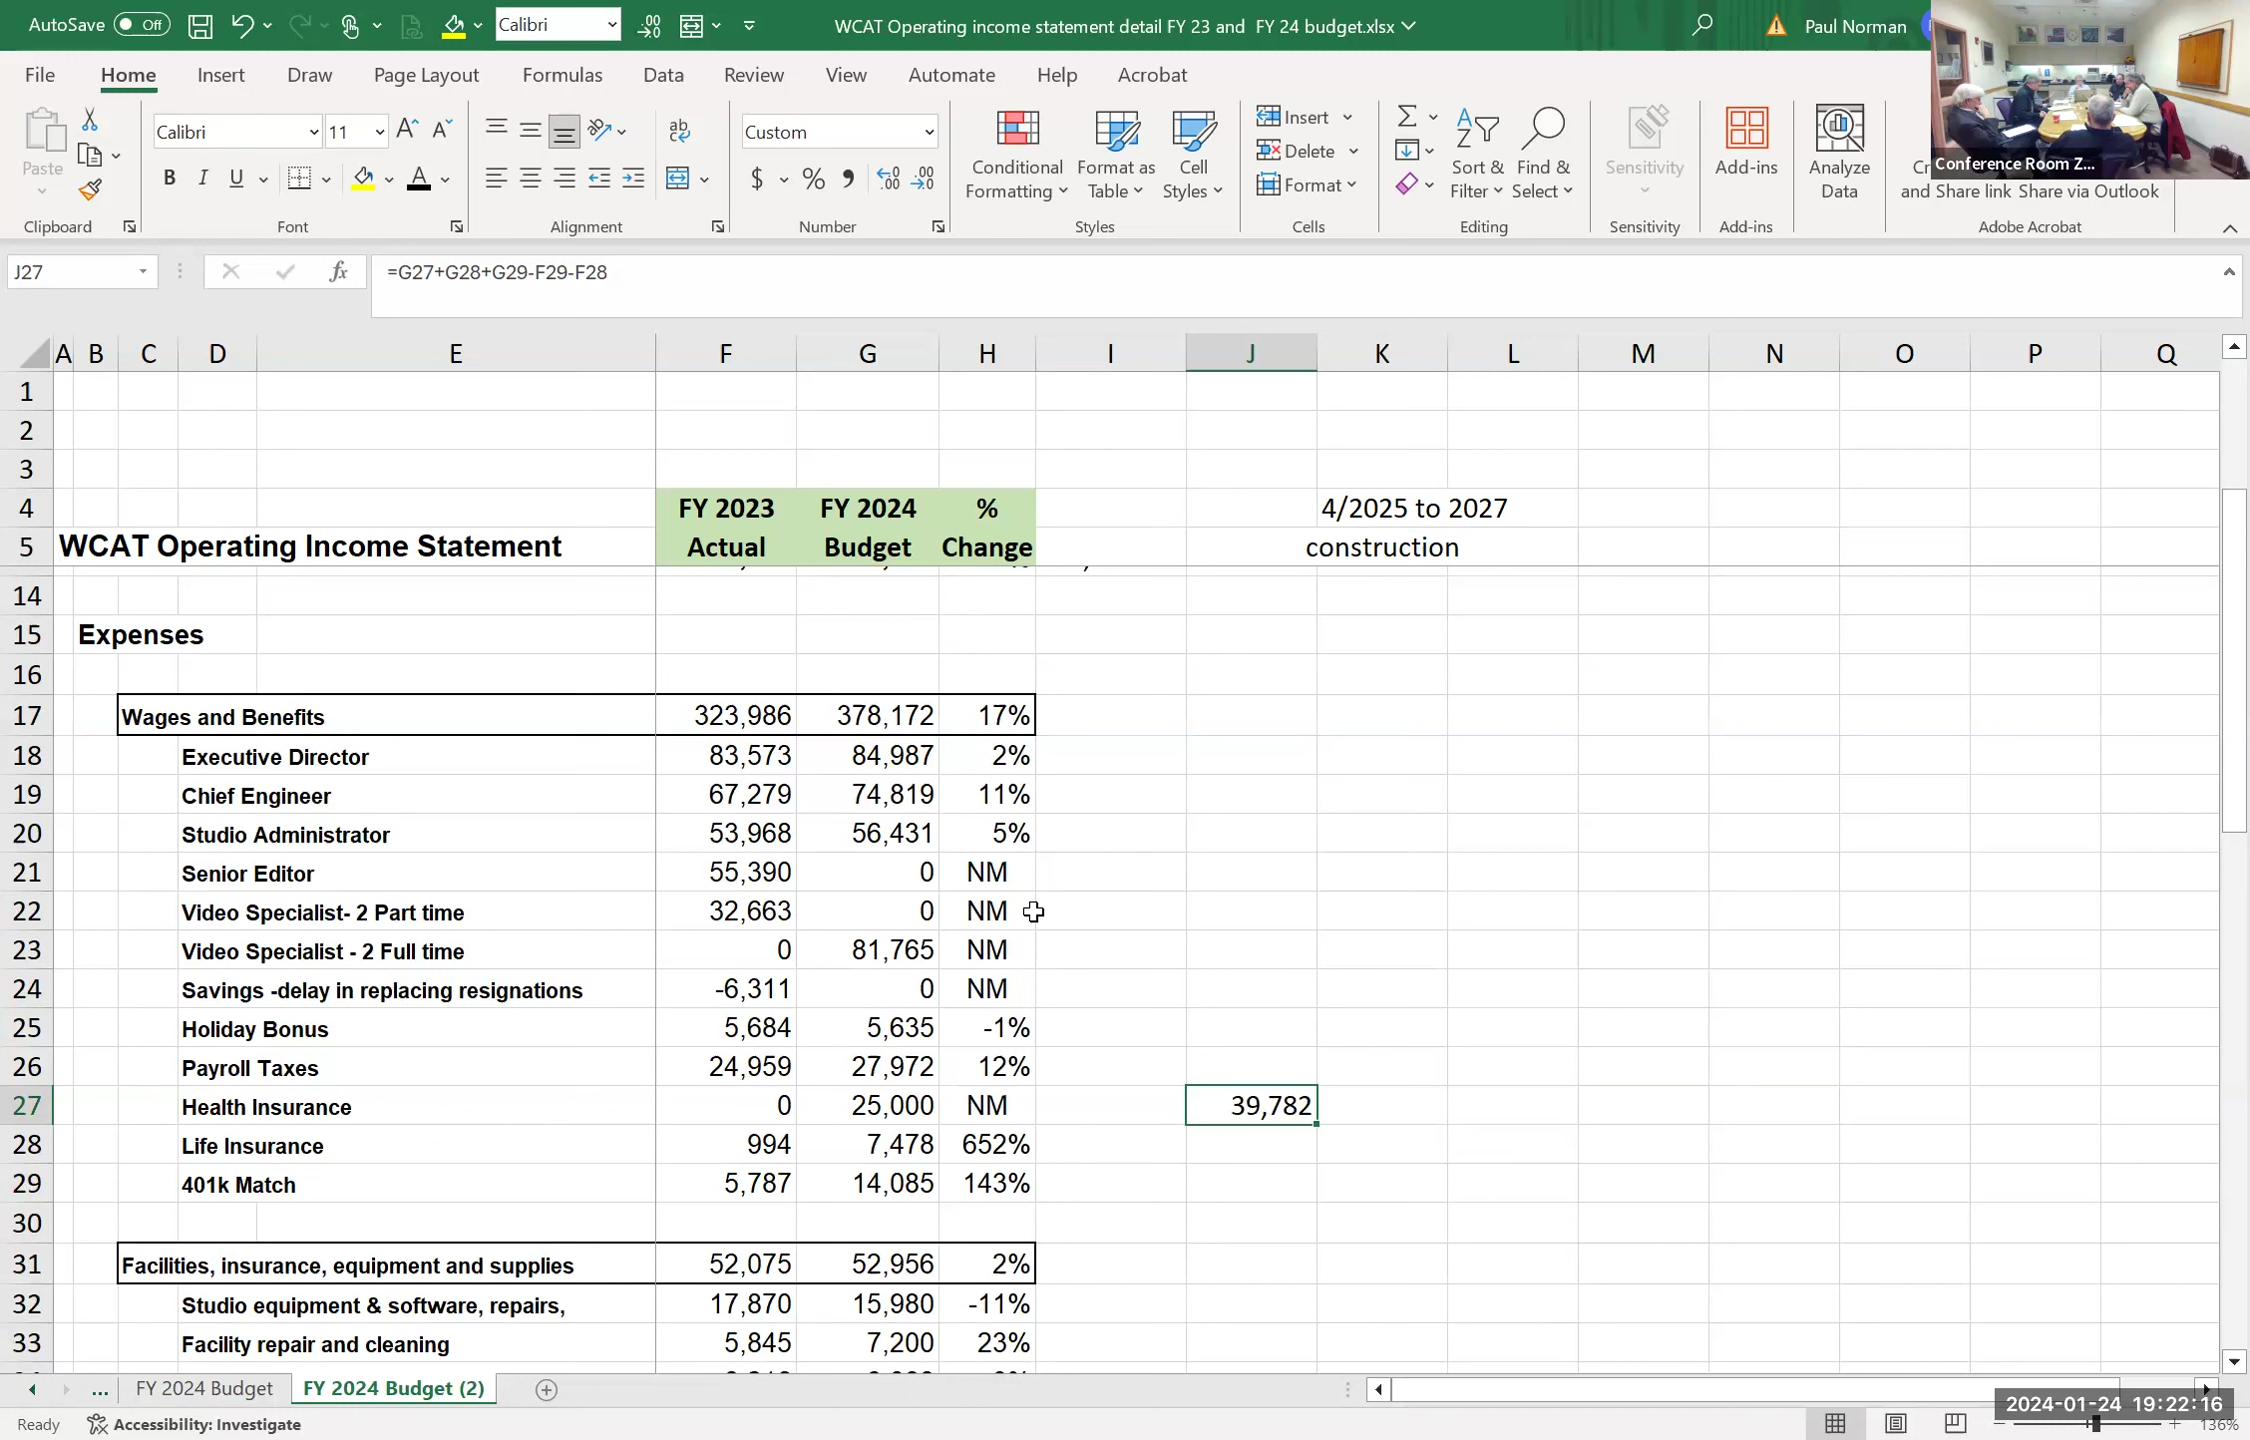 AutoSave Off Calibri WCAT Operating income statement detail FY 23 and FY 24 budget.xlsx Paul Norman
File Home Insert Draw Page Layout Formulas Data Review View Automate Help Acrobat
Paste Calibri 11 Custom Conditional Formatting Format as Table Cell Styles Insert Delete Format Sort & Filter Find & Select Sensitivity Add-ins Analyze Data and Share link Share via Outlook
Conference Room Z...
Clipboard Font Alignment Number Styles Cells Editing Sensitivity Add-ins Adobe Acrobat
J27 fx =G27+G28+G29-F29-F28
A B C D E F G H I J K L M N O P Q
1
2
3
4 FY 2023 FY 2024 % 4/2025 to 2027
5 WCAT Operating Income Statement Actual Budget Change construction
14
15 Expenses
16
17 Wages and Benefits 323,986 378,172 17%
18 Executive Director 83,573 84,987 2%
19 Chief Engineer 67,279 74,819 11%
20 Studio Administrator 53,968 56,431 5%
21 Senior Editor 55,390 0 NM
22 Video Specialist- 2 Part time 32,663 0 NM
23 Video Specialist - 2 Full time 0 81,765 NM
24 Savings -delay in replacing resignations -6,311 0 NM
25 Holiday Bonus 5,684 5,635 -1%
26 Payroll Taxes 24,959 27,972 12%
27 Health Insurance 0 25,000 NM 39,782
28 Life Insurance 994 7,478 652%
29 401k Match 5,787 14,085 143%
30
31 Facilities, insurance, equipment and supplies 52,075 52,956 2%
32 Studio equipment & software, repairs, 17,870 15,980 -11%
33 Facility repair and cleaning 5,845 7,200 23%
... FY 2024 Budget FY 2024 Budget (2)
2024-01-24 19:22:16
Ready Accessibility: Investigate 136%